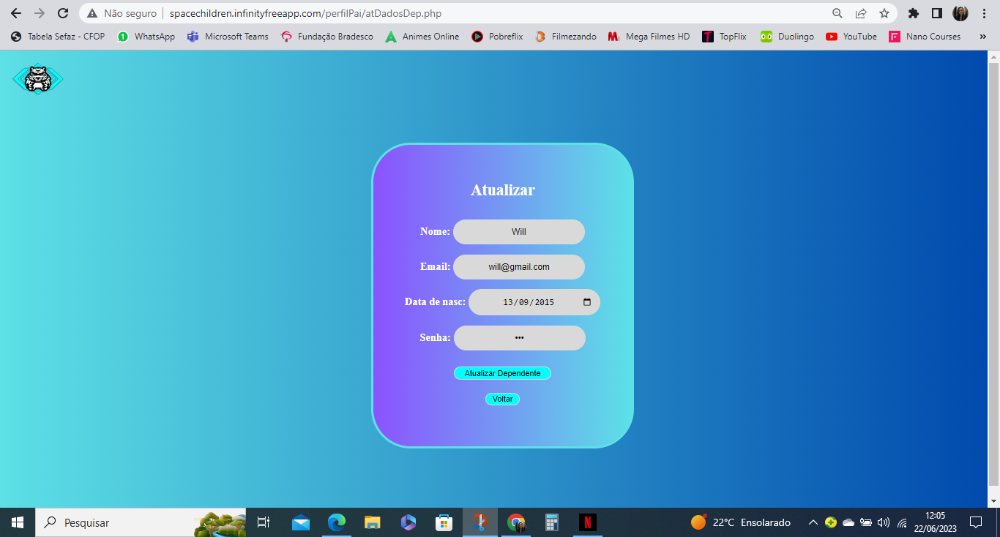 Não seguro spacechildren.infinityfreeapp.com/perfilPai/atDadosDep.php
Tabela Sefaz - CFOP WhatsApp Microsoft Teams Fundação Bradesco Animes Online Pobreflix Filmezando Mega Filmes HD TopFlix Duolingo YouTube Nano Courses »
Atualizar
Nome: Will
Email: will@gmail.com
Data de nasc: 13/09/2015
Senha: •••
Atualizar Dependente
Voltar
Pesquisar 22°C Ensolarado 12:05
22/06/2023